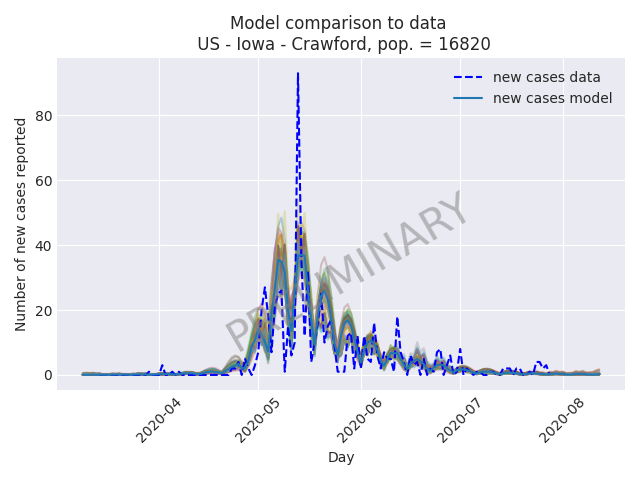 Model comparison to data
US - Iowa - Crawford, pop. = 16820
new cases data
new cases model
Number of new cases reported
80
60
40
20
0
PRELIMINARY
2020-04
2020-05
2020-06
2020-07
2020-08
Day